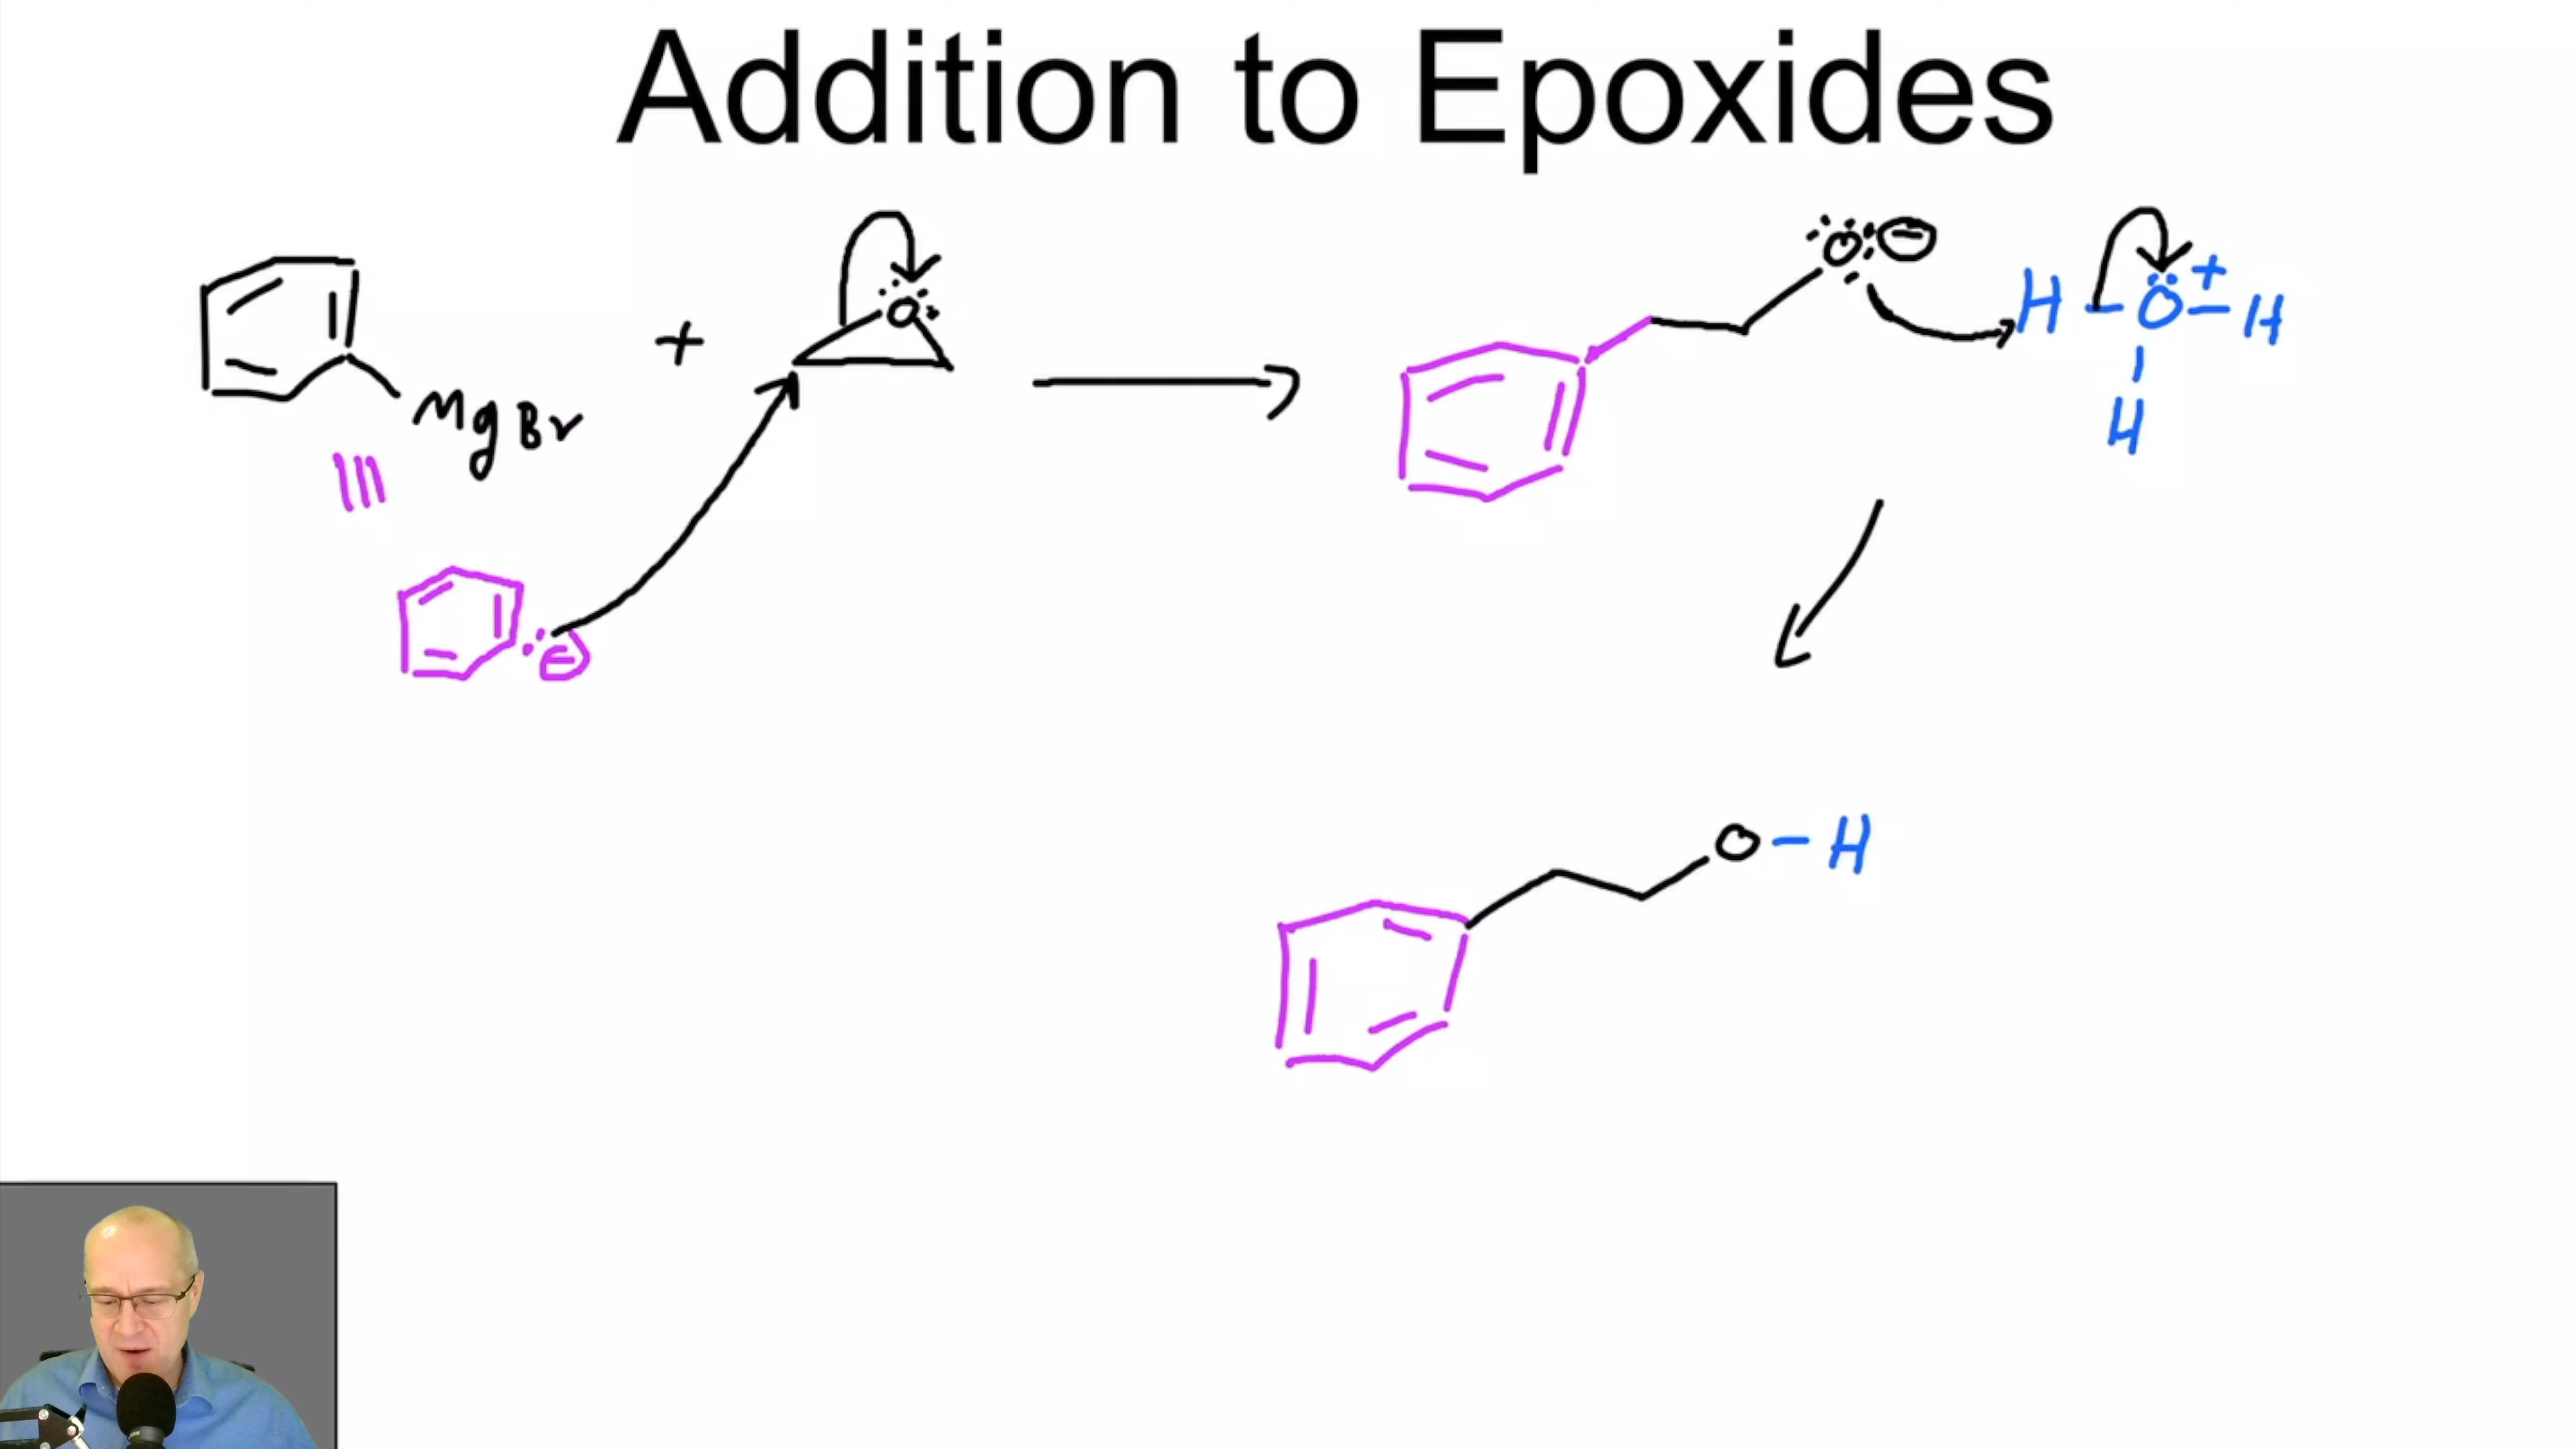 Addition to Epoxides
MgBr
+
O
O
H - O - H
+
H
O - H